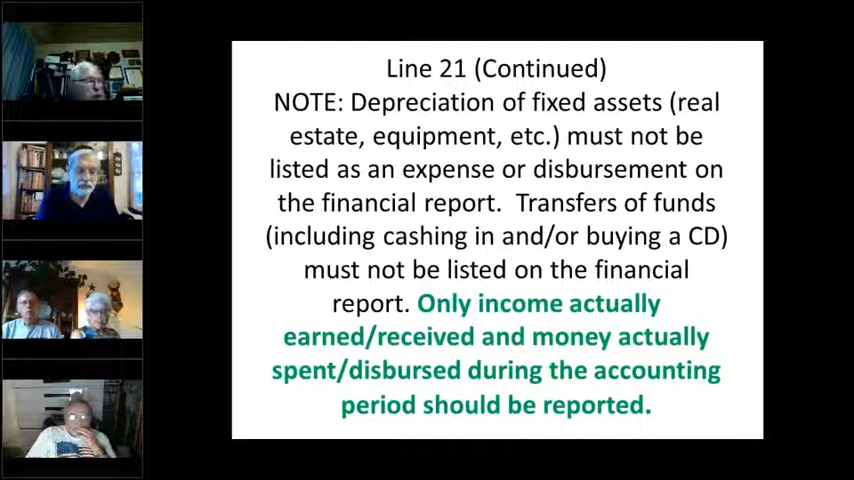 Line 21 (Continued)
NOTE: Depreciation of fixed assets (real
estate, equipment, etc.) must not be
listed as an expense or disbursement on
the financial report.  Transfers of funds
(including cashing in and/or buying a CD)
must not be listed on the financial
report. Only income actually
earned/received and money actually
spent/disbursed during the accounting
period should be reported.